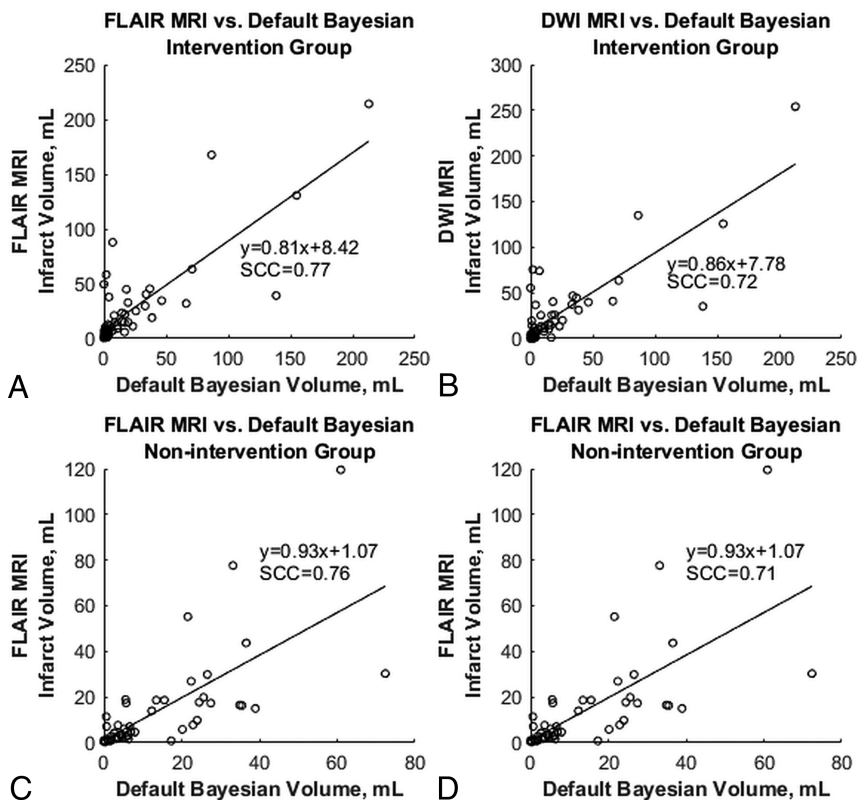 FLAIR MRI vs. Default Bayesian
Intervention Group
250
200
150
100
50
0
FLAIR MRI
Infarct Volume, mL
y=0.81x+8.42
SCC=0.77
0 50 100 150 200 250
Default Bayesian Volume, mL
A
DWI MRI vs. Default Bayesian
Intervention Group
300
250
200
150
100
50
0
DWI MRI
Infarct Volume, mL
y=0.86x+7.78
SCC=0.72
0 50 100 150 200 250
Default Bayesian Volume, mL
B
FLAIR MRI vs. Default Bayesian
Non-intervention Group
120
100
80
60
40
20
0
FLAIR MRI
Infarct Volume, mL
y=0.93x+1.07
SCC=0.76
0 20 40 60 80
Default Bayesian Volume, mL
C
FLAIR MRI vs. Default Bayesian
Non-intervention Group
120
100
80
60
40
20
0
FLAIR MRI
Infarct Volume, mL
y=0.93x+1.07
SCC=0.71
0 20 40 60 80
Default Bayesian Volume, mL
D